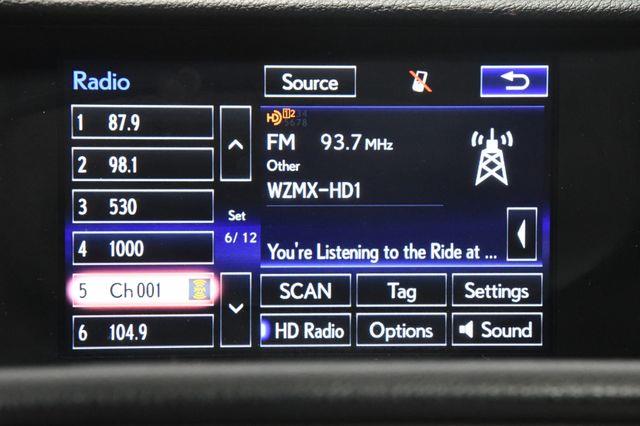 Radio
Source
1 87.9
2 98.1
3 530
4 1000
5 Ch 001
6 104.9
Set
6/12
HD 12345678
FM 93.7 MHz
Other
WZMX-HD1
You're Listening to the Ride at ...
SCAN
Tag
Settings
HD Radio
Options
Sound